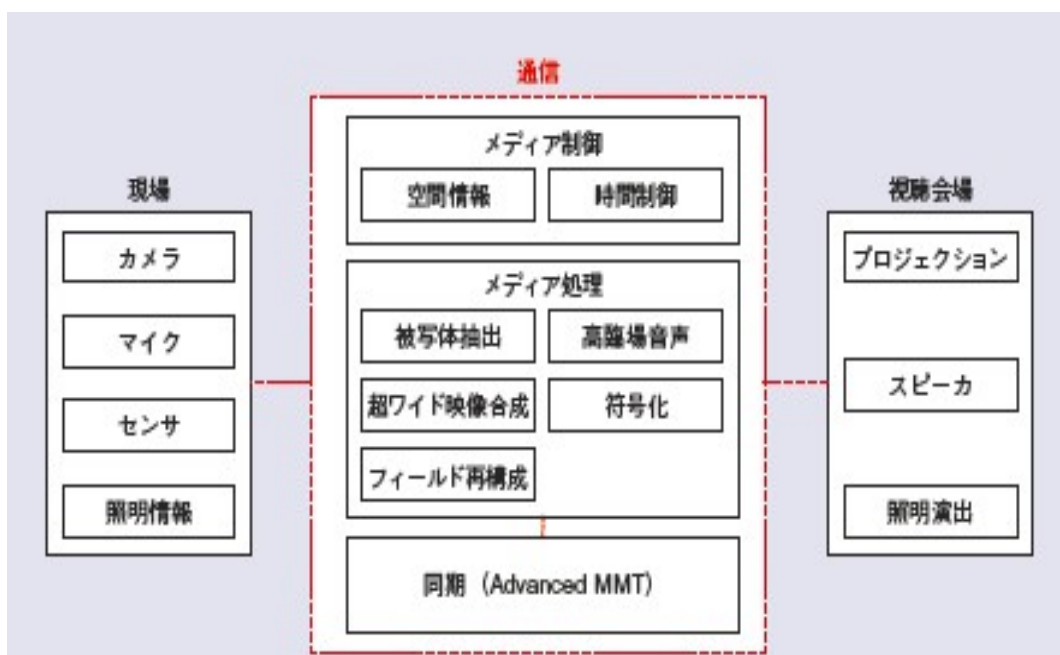 通信
メディア制御
空間情報
時間制御
現場
カメラ
マイク
センサ
照明情報
メディア処理
被写体抽出
高臨場音声
超ワイド映像合成
符号化
フィールド再構成
同期（Advanced MMT）
視聴会場
プロジェクション
スピーカ
照明演出